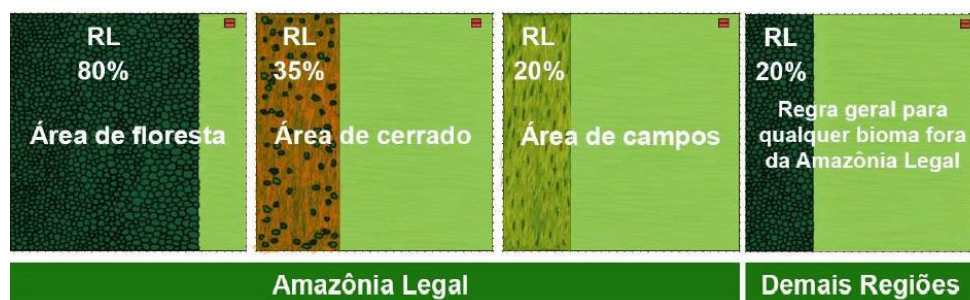 RL
80%
Área de floresta
RL
35%
Área de cerrado
RL
20%
Área de campos
RL
20%
Regra geral para
qualquer bioma fora
da Amazônia Legal
Amazônia Legal
Demais Regiões